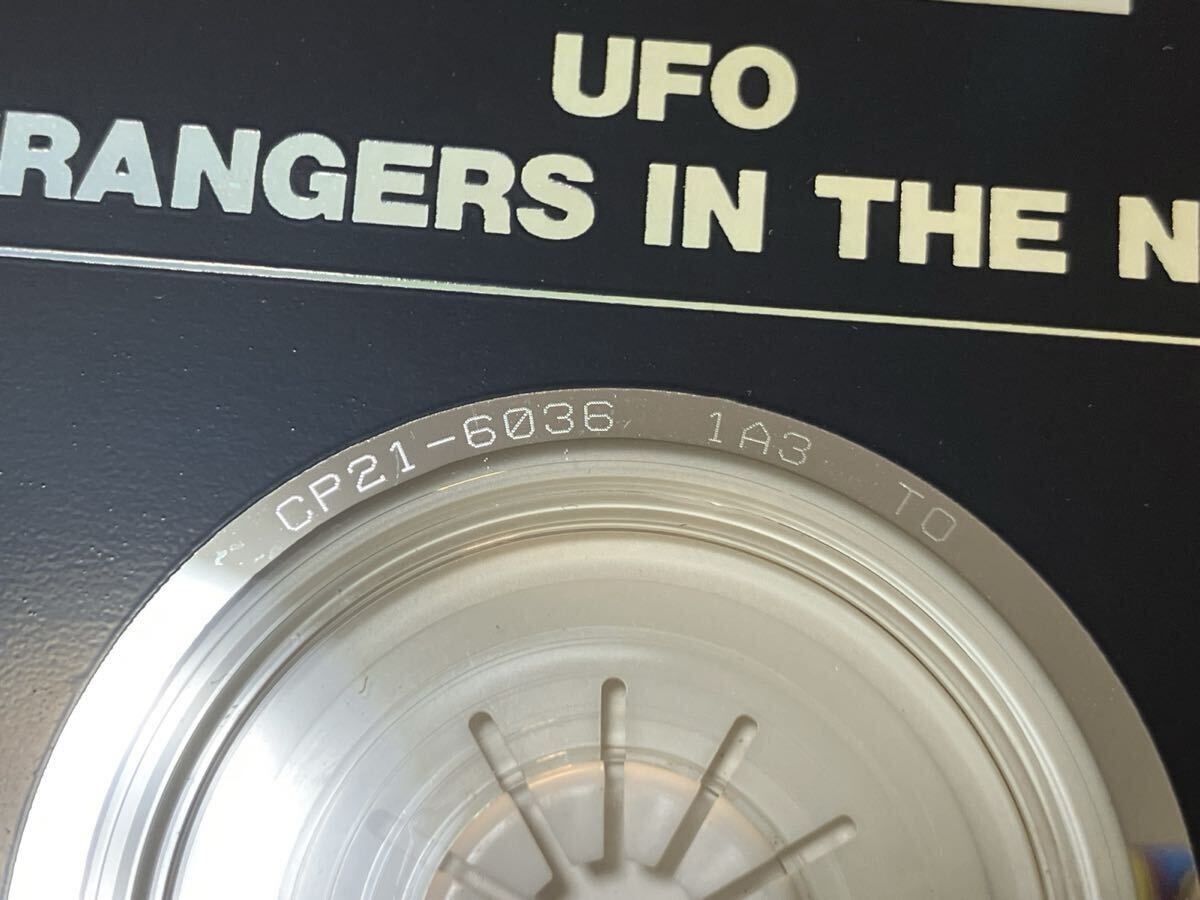 UFO
RANGERS IN THE N
CP21-6036 1A3 TO